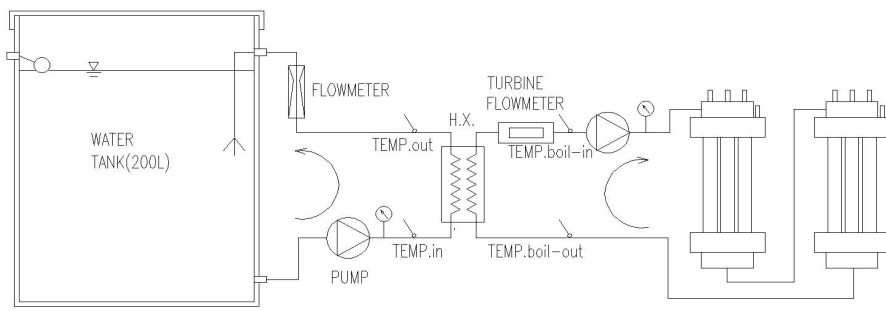 WATER
TANK(200L)
FLOWMETER
TEMP.out
H.X.
TURBINE
FLOWMETER
TEMP.boil-in
TEMP.in
TEMP.boil-out
PUMP